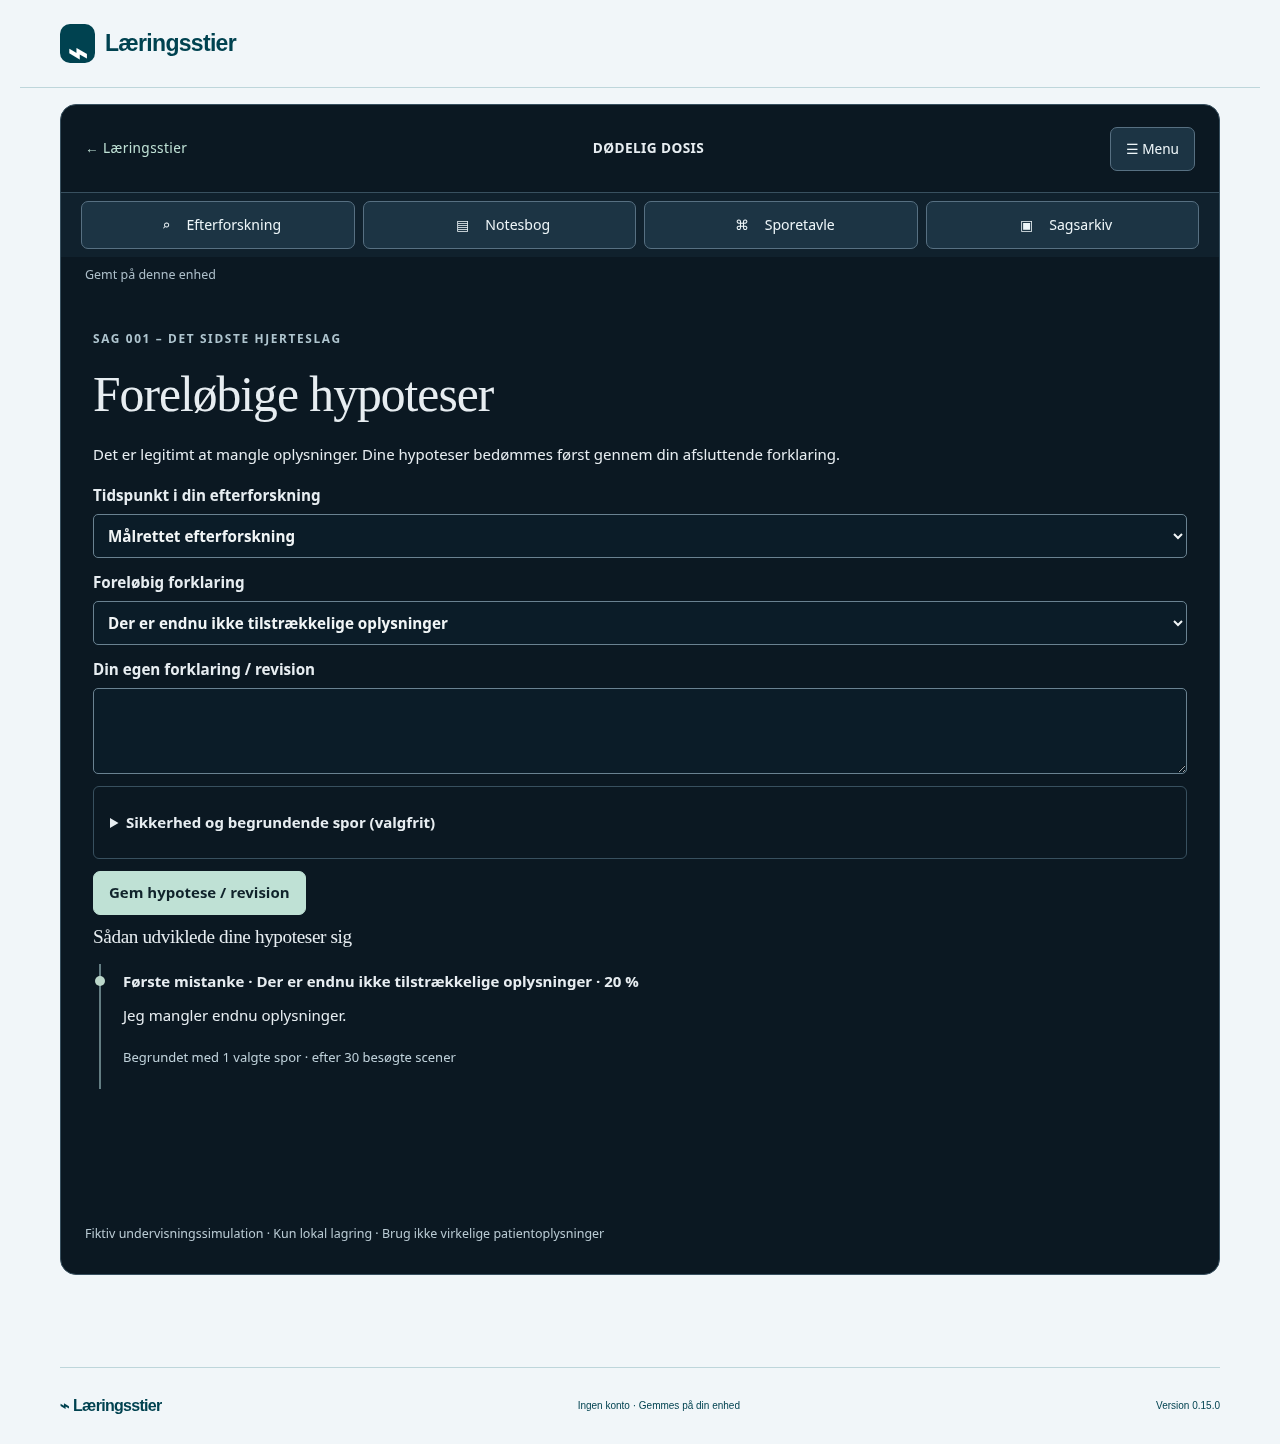 Læringsstier
← Læringsstier
DØDELIG DOSIS
☰ Menu
⌕ Efterforskning
▤ Notesbog
⌘ Sporetavle
▣ Sagsarkiv
Gemt på denne enhed
SAG 001 – DET SIDSTE HJERTESLAG
Foreløbige hypoteser
Det er legitimt at mangle oplysninger. Dine hypoteser bedømmes først gennem din afsluttende forklaring.
Tidspunkt i din efterforskning
Målrettet efterforskning
Foreløbig forklaring
Der er endnu ikke tilstrækkelige oplysninger
Din egen forklaring / revision
▶ Sikkerhed og begrundende spor (valgfrit)
Gem hypotese / revision
Sådan udviklede dine hypoteser sig
Første mistanke · Der er endnu ikke tilstrækkelige oplysninger · 20 %
Jeg mangler endnu oplysninger.
Begrundet med 1 valgte spor · efter 30 besøgte scener
Fiktiv undervisningssimulation · Kun lokal lagring · Brug ikke virkelige patientoplysninger
⌁ Læringsstier
Ingen konto · Gemmes på din enhed
Version 0.15.0